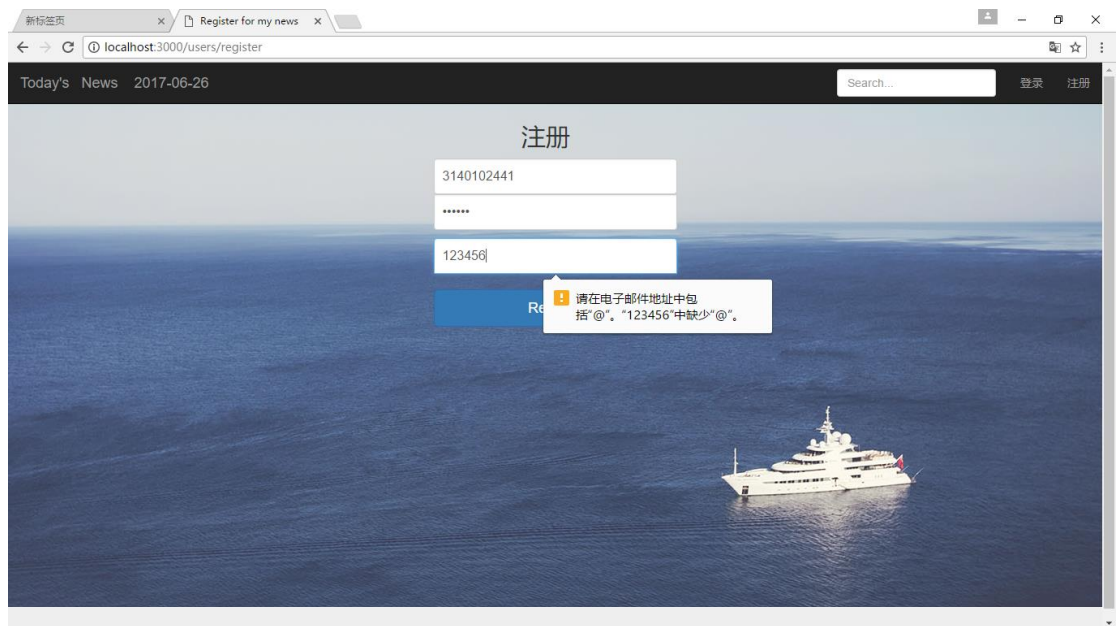 新标签页
Register for my news
localhost:3000/users/register
Today's News 2017-06-26
Search...
登录
注册
注册
3140102441
••••••
123456
Re
请在电子邮件地址中包
括"@"。"123456"中缺少"@"。